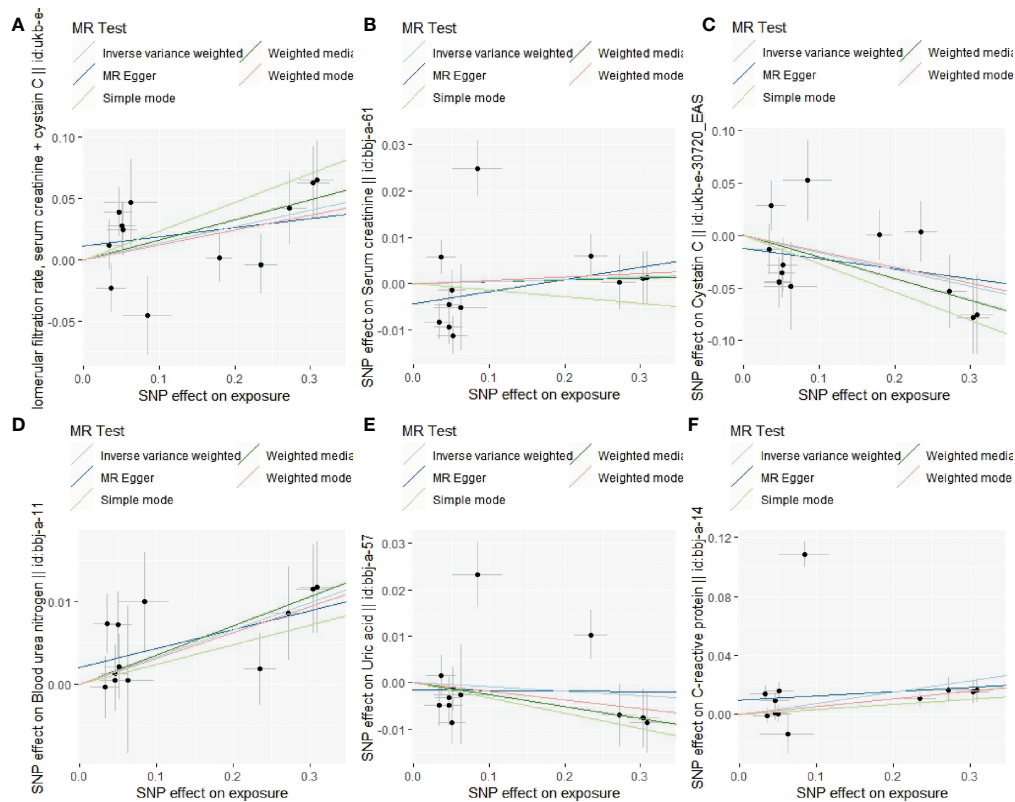 A
MR Test
Inverse variance weighted
Weighted media
MR Egger
Weighted mode
Simple mode
lomerular filtration rate, serum creatinine + cystain C || id:ukb-e-
0.10
0.05
0.00
-0.05
0.0
0.1
0.2
0.3
SNP effect on exposure
B
MR Test
Inverse variance weighted
Weighted media
MR Egger
Weighted mode
Simple mode
SNP effect on Serum creatinine || id:bbj-a-61
0.03
0.02
0.01
0.00
-0.01
0.0
0.1
0.2
0.3
SNP effect on exposure
C
MR Test
Inverse variance weighted
Weighted media
MR Egger
Weighted mode
Simple mode
SNP effect on Cystatin C || id:ukb-e-30720_EAS
0.05
0.00
-0.05
-0.10
0.0
0.1
0.2
0.3
SNP effect on exposure
D
MR Test
Inverse variance weighted
Weighted media
MR Egger
Weighted mode
Simple mode
SNP effect on Blood urea nitrogen || id:bbj-a-11
0.01
0.00
0.0
0.1
0.2
0.3
SNP effect on exposure
E
MR Test
Inverse variance weighted
Weighted media
MR Egger
Weighted mode
Simple mode
SNP effect on Uric acid || id:bbj-a-57
0.03
0.02
0.01
0.00
-0.01
0.0
0.1
0.2
0.3
SNP effect on exposure
F
MR Test
Inverse variance weighted
Weighted media
MR Egger
Weighted mode
Simple mode
SNP effect on C-reactive protein || id:bbj-a-14
0.12
0.08
0.04
0.00
0.0
0.1
0.2
0.3
SNP effect on exposure